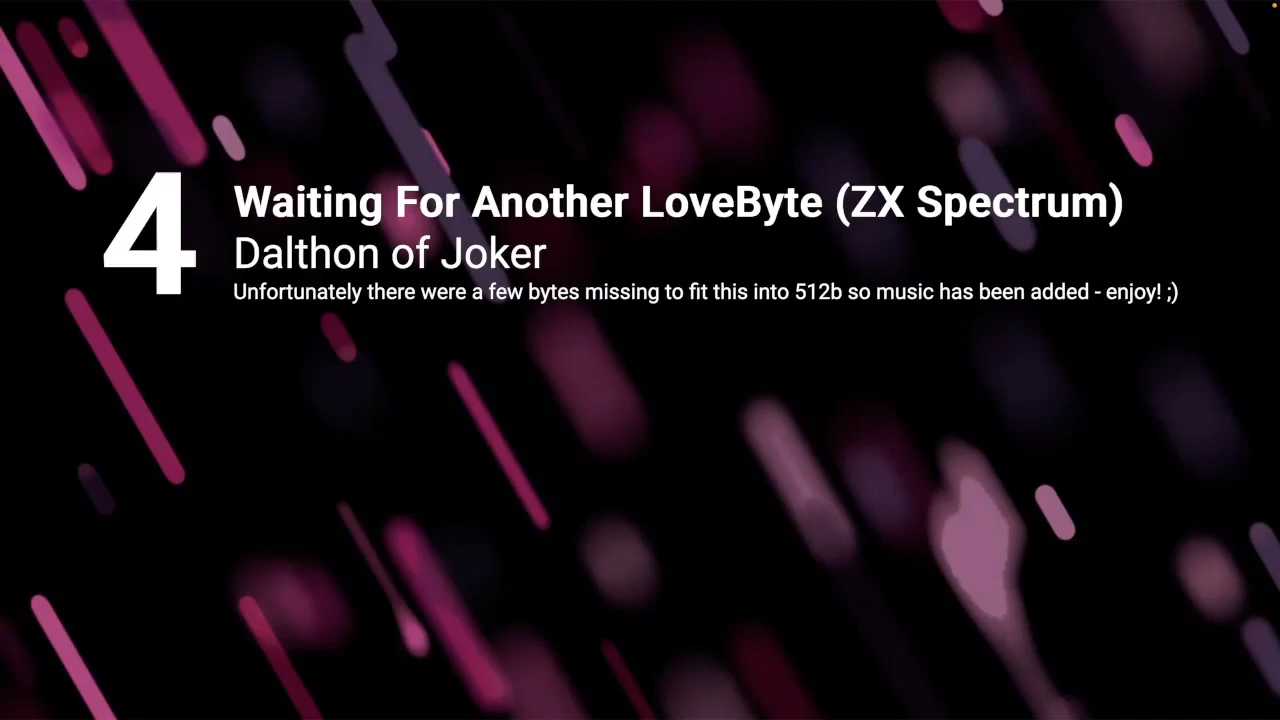 4
Waiting For Another LoveByte (ZX Spectrum)
Dalthon of Joker
Unfortunately there were a few bytes missing to fit this into 512b so music has been added - enjoy! ;)